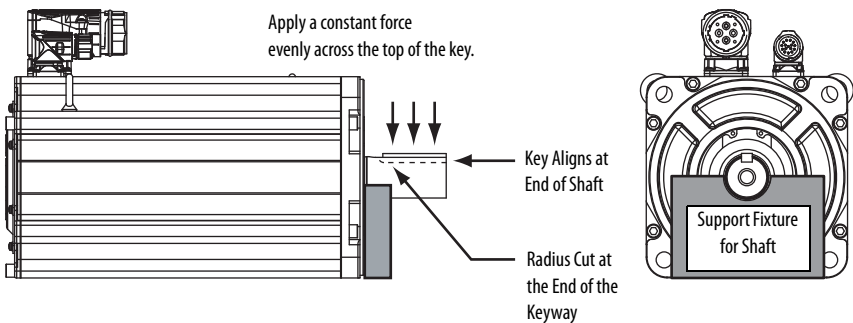 Apply a constant force
evenly across the top of the key.
Key Aligns at
End of Shaft
Radius Cut at
the End of the
Keyway
Support Fixture
for Shaft